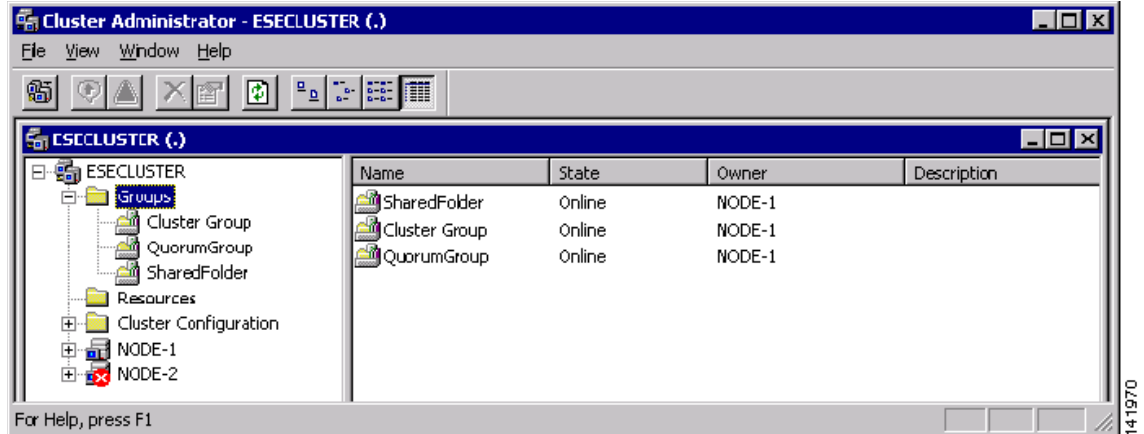 Cluster Administrator - ESECLUSTER (.)
File View Window Help
ESECLUSTER (.)
ESECLUSTER
Groups
Cluster Group
QuorumGroup
SharedFolder
Resources
Cluster Configuration
NODE-1
NODE-2
Name State Owner Description
SharedFolder Online NODE-1
Cluster Group Online NODE-1
QuorumGroup Online NODE-1
For Help, press F1
141970